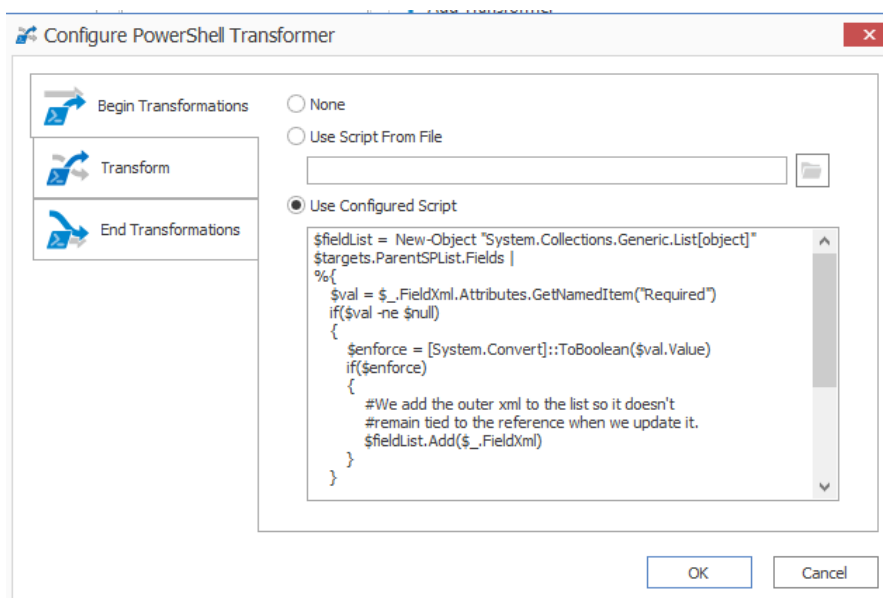 Add Transformer
Configure PowerShell Transformer
Begin Transformations
Transform
End Transformations
None
Use Script From File
Use Configured Script
$fieldList = New-Object "System.Collections.Generic.List[object]"
$targets.ParentSPList.Fields |
%{
$val = $_.FieldXml.Attributes.GetNamedItem("Required")
if($val -ne $null)
{
$enforce = [System.Convert]::ToBoolean($val.Value)
if($enforce)
{
#We add the outer xml to the list so it doesn't
#remain tied to the reference when we update it.
$fieldList.Add($_.FieldXml)
}
}
OK
Cancel